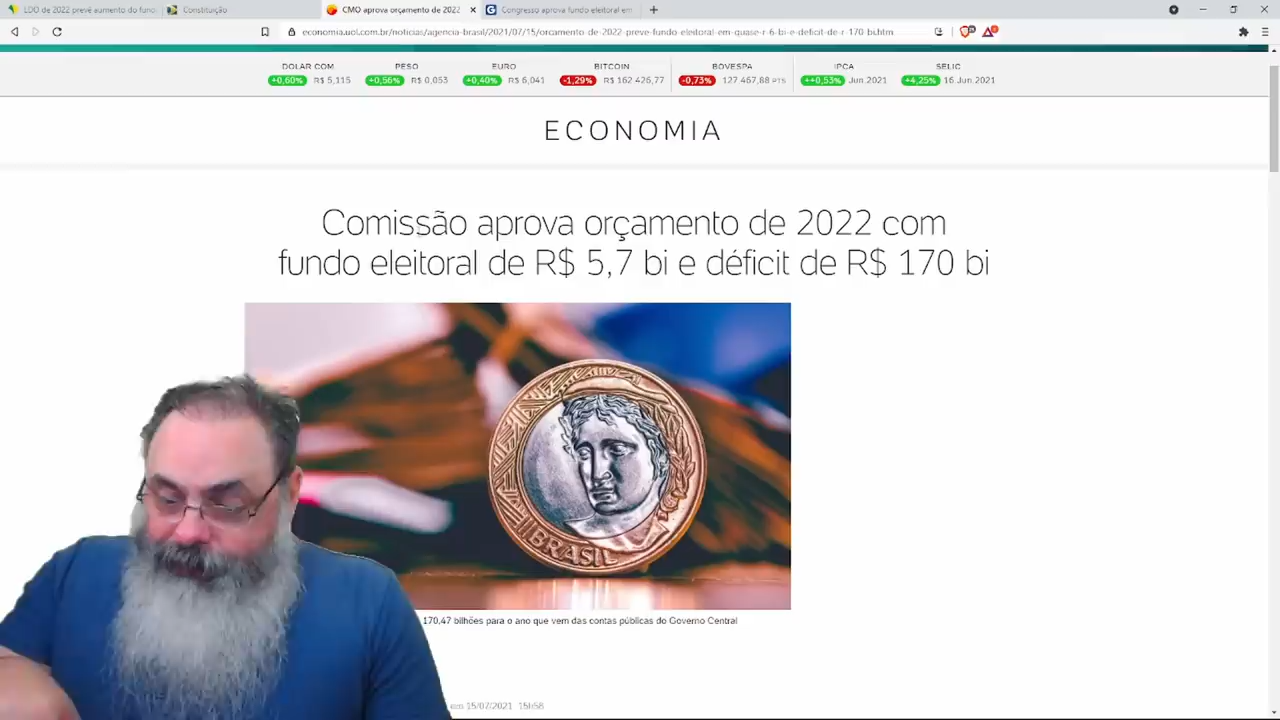 LDO de 2022 prevê aumento do fundo
Constituição
CMO aprova orçamento de 2022
Congresso aprova fundo eleitoral em
economia.uol.com.br/noticias/agencia-brasil/2021/07/15/orcamento-de-2022-preve-fundo-eleitoral-em-quase-r-6-bi-e-deficit-de-r-170-bi.htm
DOLAR COM
+0,60% R$ 5,115
PESO
+0,56% R$ 0,053
EURO
+0,40% R$ 6,041
BITCOIN
-1,29% R$ 162 426,77
BOVESPA
-0,73% 127 467,88 PTS
IPCA
++0,53% Jun.2021
SELIC
+4,25% 16.Jun.2021
ECONOMIA
Comissão aprova orçamento de 2022 com
fundo eleitoral de R$ 5,7 bi e déficit de R$ 170 bi
BRASIL
170,47 bilhões para o ano que vem das contas públicas do Governo Central
em 15/07/2021 15h58